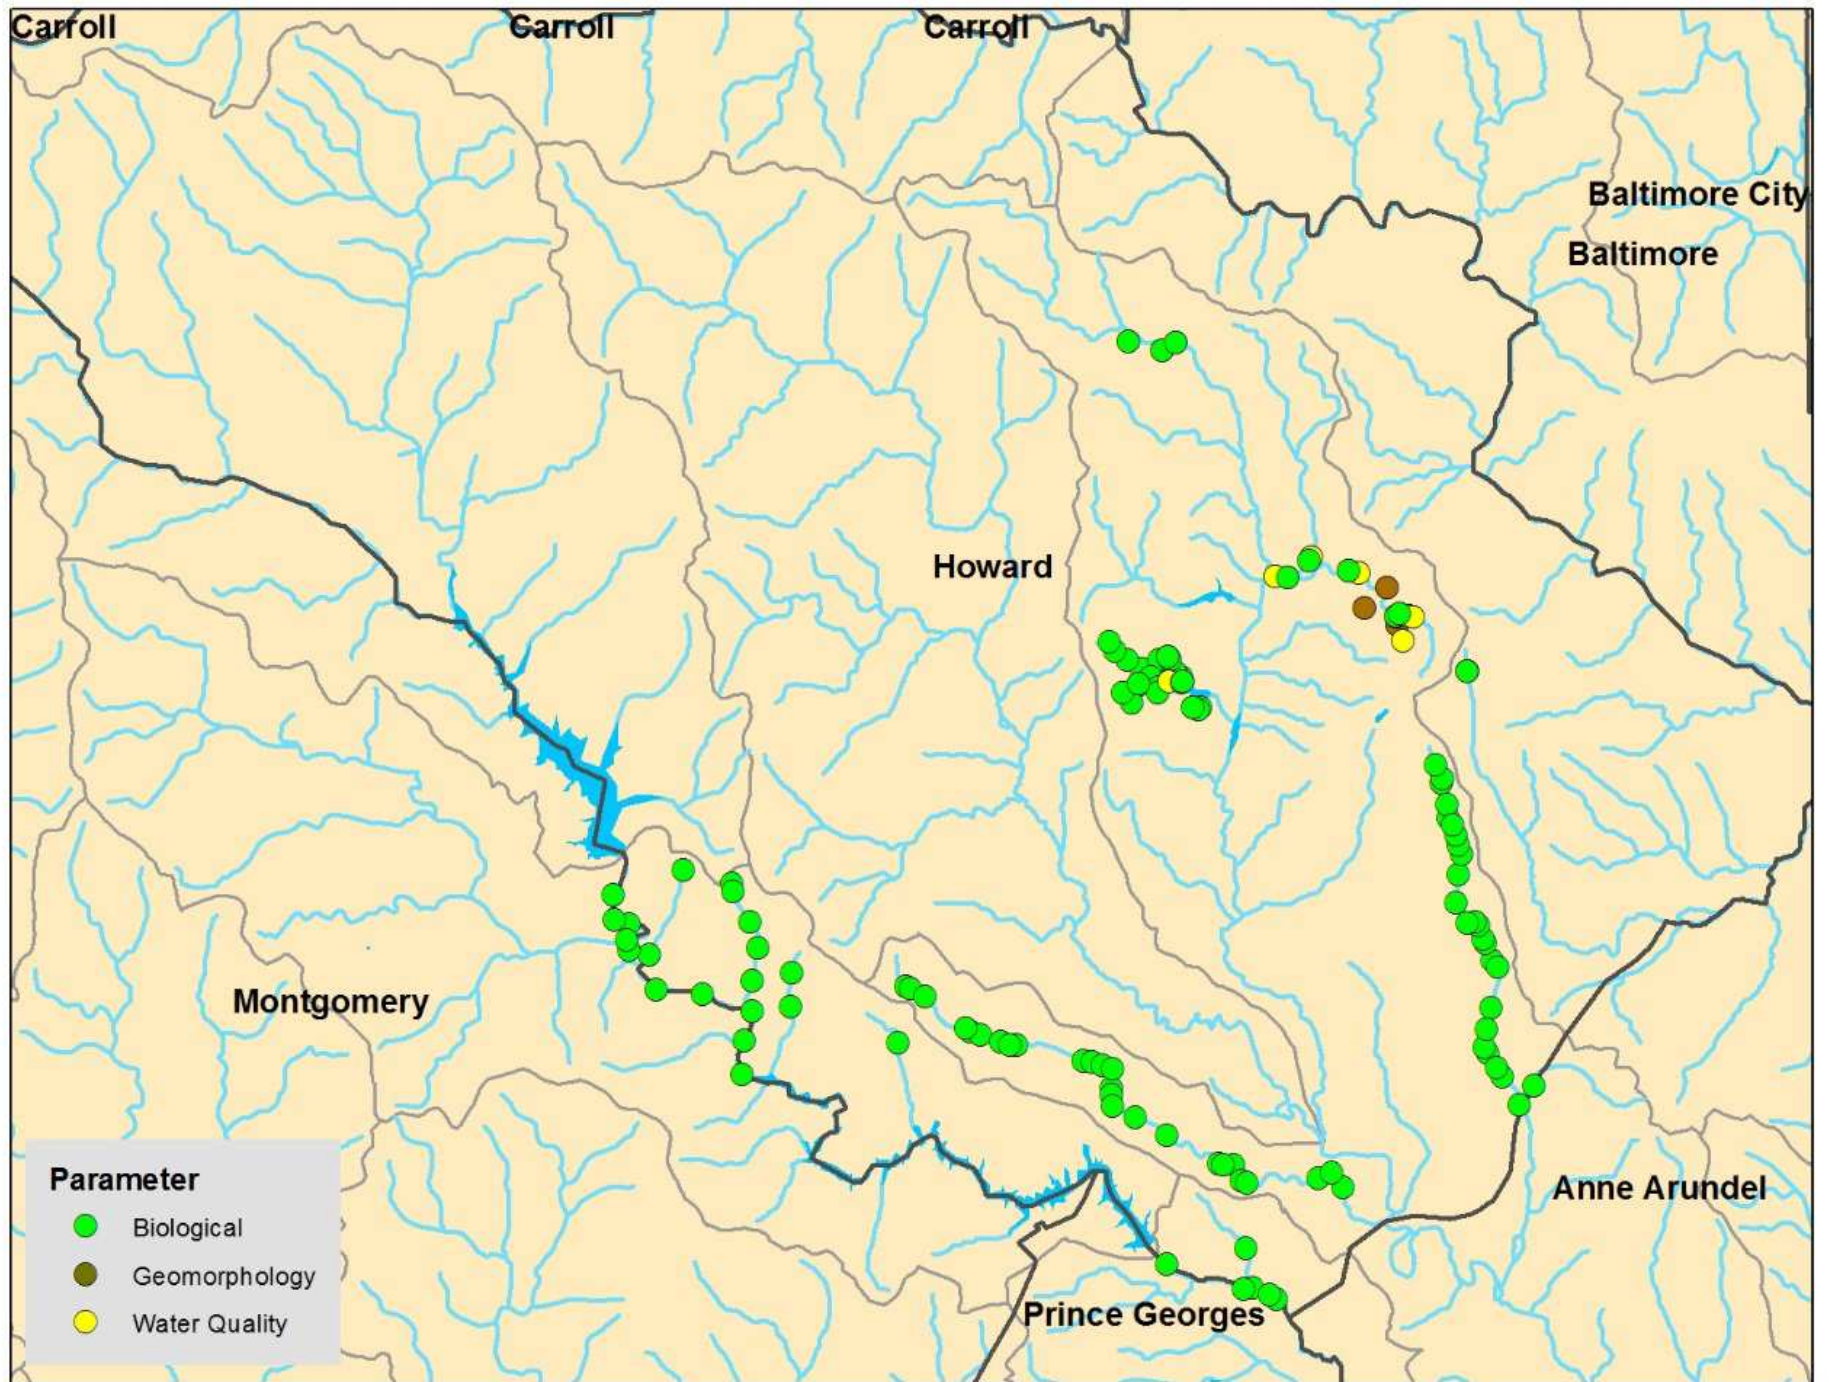 Carroll
Carroll
Carroll
Baltimore City
Baltimore
Howard
Montgomery
Anne Arundel
Prince Georges
Parameter
Biological
Geomorphology
Water Quality